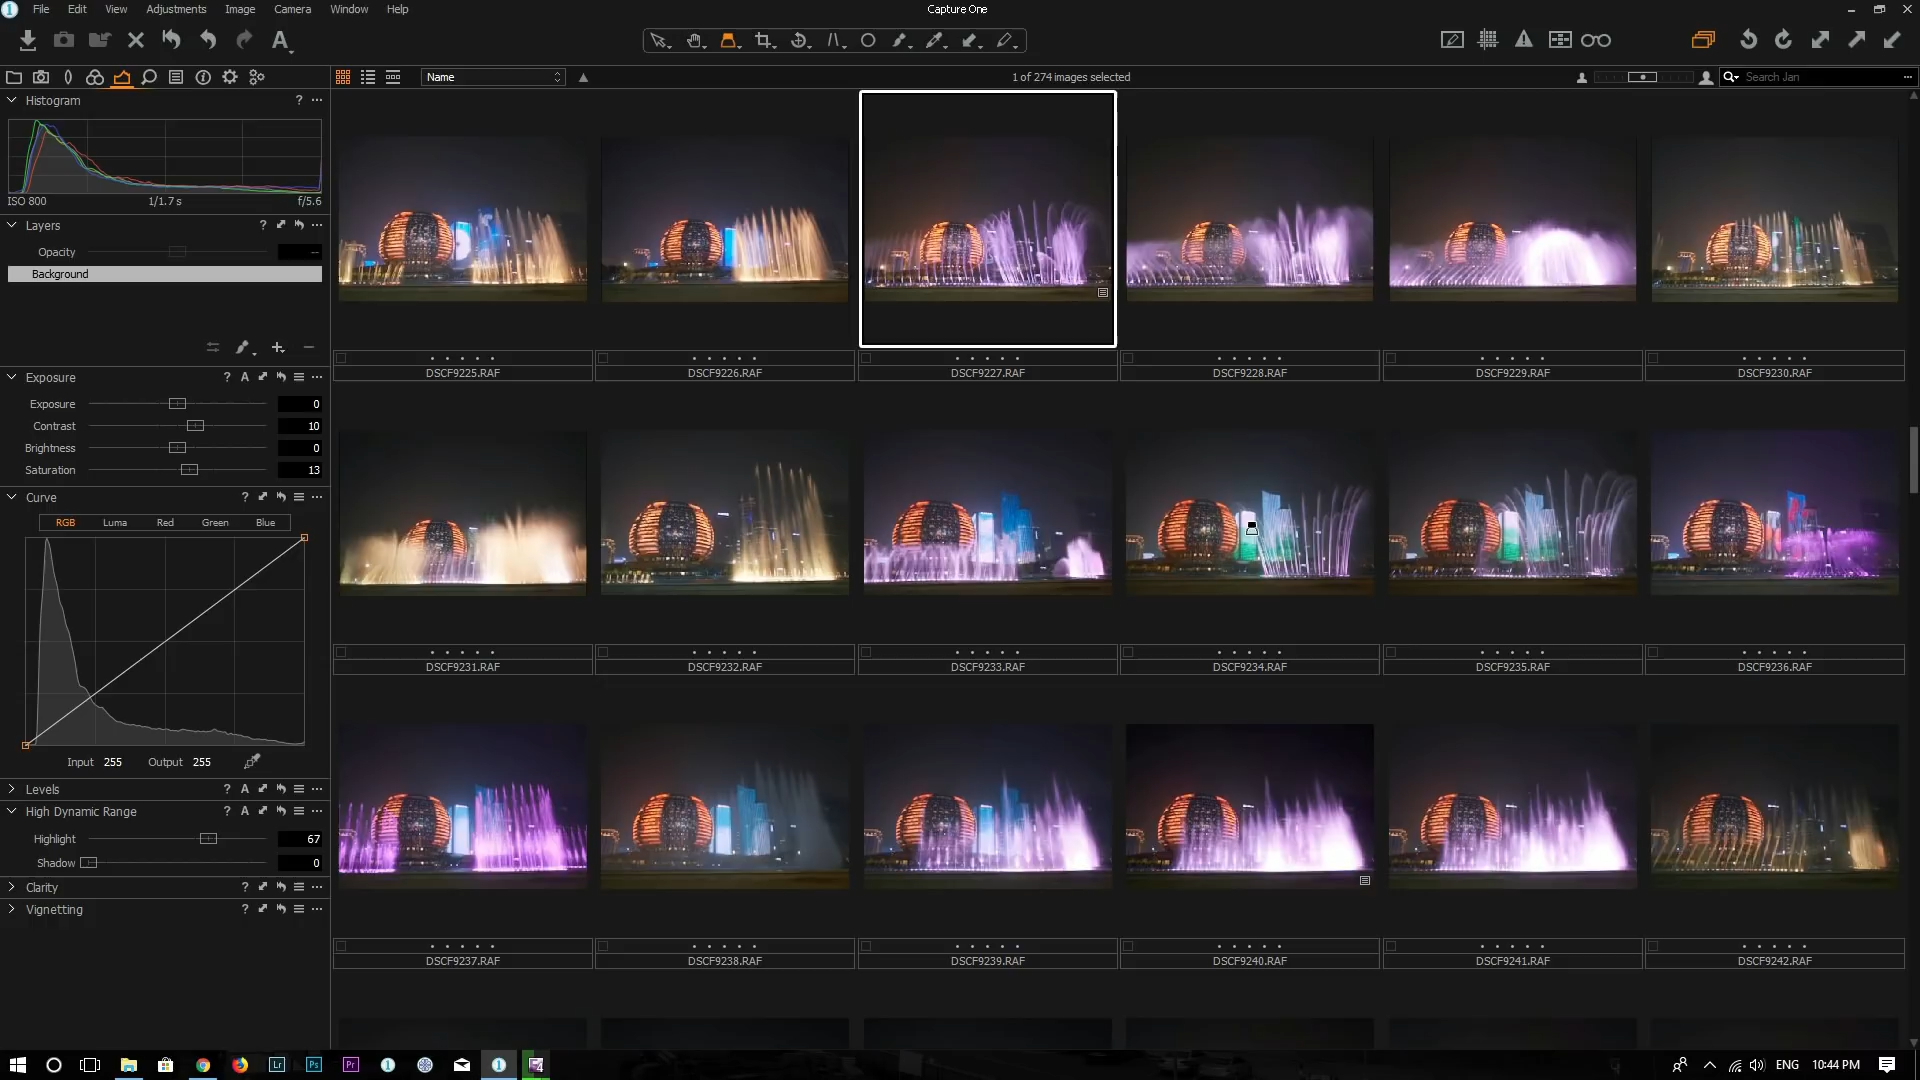 File Edit View Adjustments Image Camera Window Help
Capture One
Name
1 of 274 images selected
Search Jan
Histogram
ISO 800 1/1.7 s f/5.6
Layers
Opacity
Background
Exposure
Exposure 0
Contrast 10
Brightness 0
Saturation 13
Curve
RGB Luma Red Green Blue
Input 255 Output 255
Levels
High Dynamic Range
Highlight 67
Shadow 0
Clarity
Vignetting
DSCF9225.RAF DSCF9226.RAF DSCF9227.RAF DSCF9228.RAF DSCF9229.RAF DSCF9230.RAF
DSCF9231.RAF DSCF9232.RAF DSCF9233.RAF DSCF9234.RAF DSCF9235.RAF DSCF9236.RAF
DSCF9237.RAF DSCF9238.RAF DSCF9239.RAF DSCF9240.RAF DSCF9241.RAF DSCF9242.RAF
Lr Ps Pr
ENG 10:44 PM